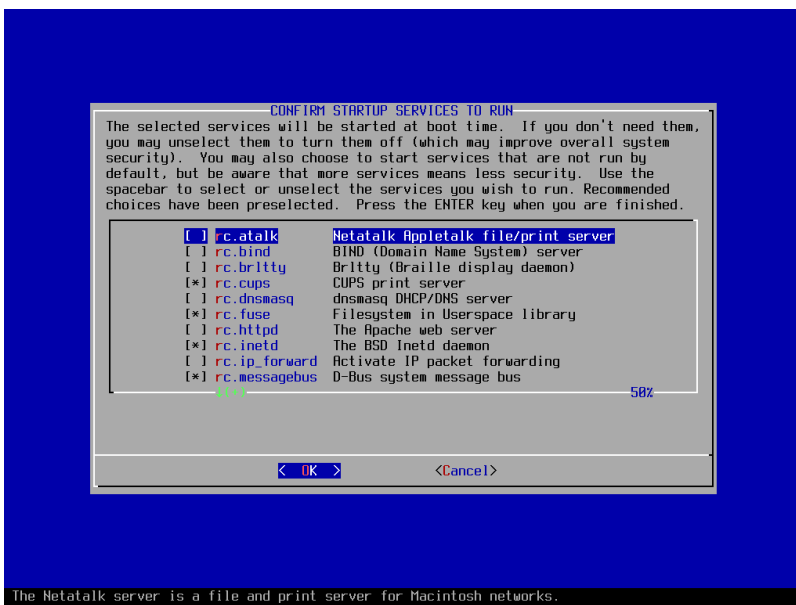 CONFIRM STARTUP SERVICES TO RUN
The selected services will be started at boot time.  If you don't need them,
you may unselect them to turn them off (which may improve overall system
security).  You may also choose to start services that are not run by
default, but be aware that more services means less security.  Use the
spacebar to select or unselect the services you wish to run. Recommended
choices have been preselected.  Press the ENTER key when you are finished.
[ ] rc.atalk Netatalk Appletalk file/print server
[ ] rc.bind BIND (Domain Name System) server
[ ] rc.brltty Brltty (Braille display daemon)
[*] rc.cups CUPS print server
[ ] rc.dnsmasq dnsmasq DHCP/DNS server
[*] rc.fuse Filesystem in Userspace library
[ ] rc.httpd The Apache web server
[*] rc.inetd The BSD Inetd daemon
[ ] rc.ip_forward Activate IP packet forwarding
[*] rc.messagebus D-Bus system message bus
↓(+) 50%
< OK > <Cancel>
The Netatalk server is a file and print server for Macintosh networks.